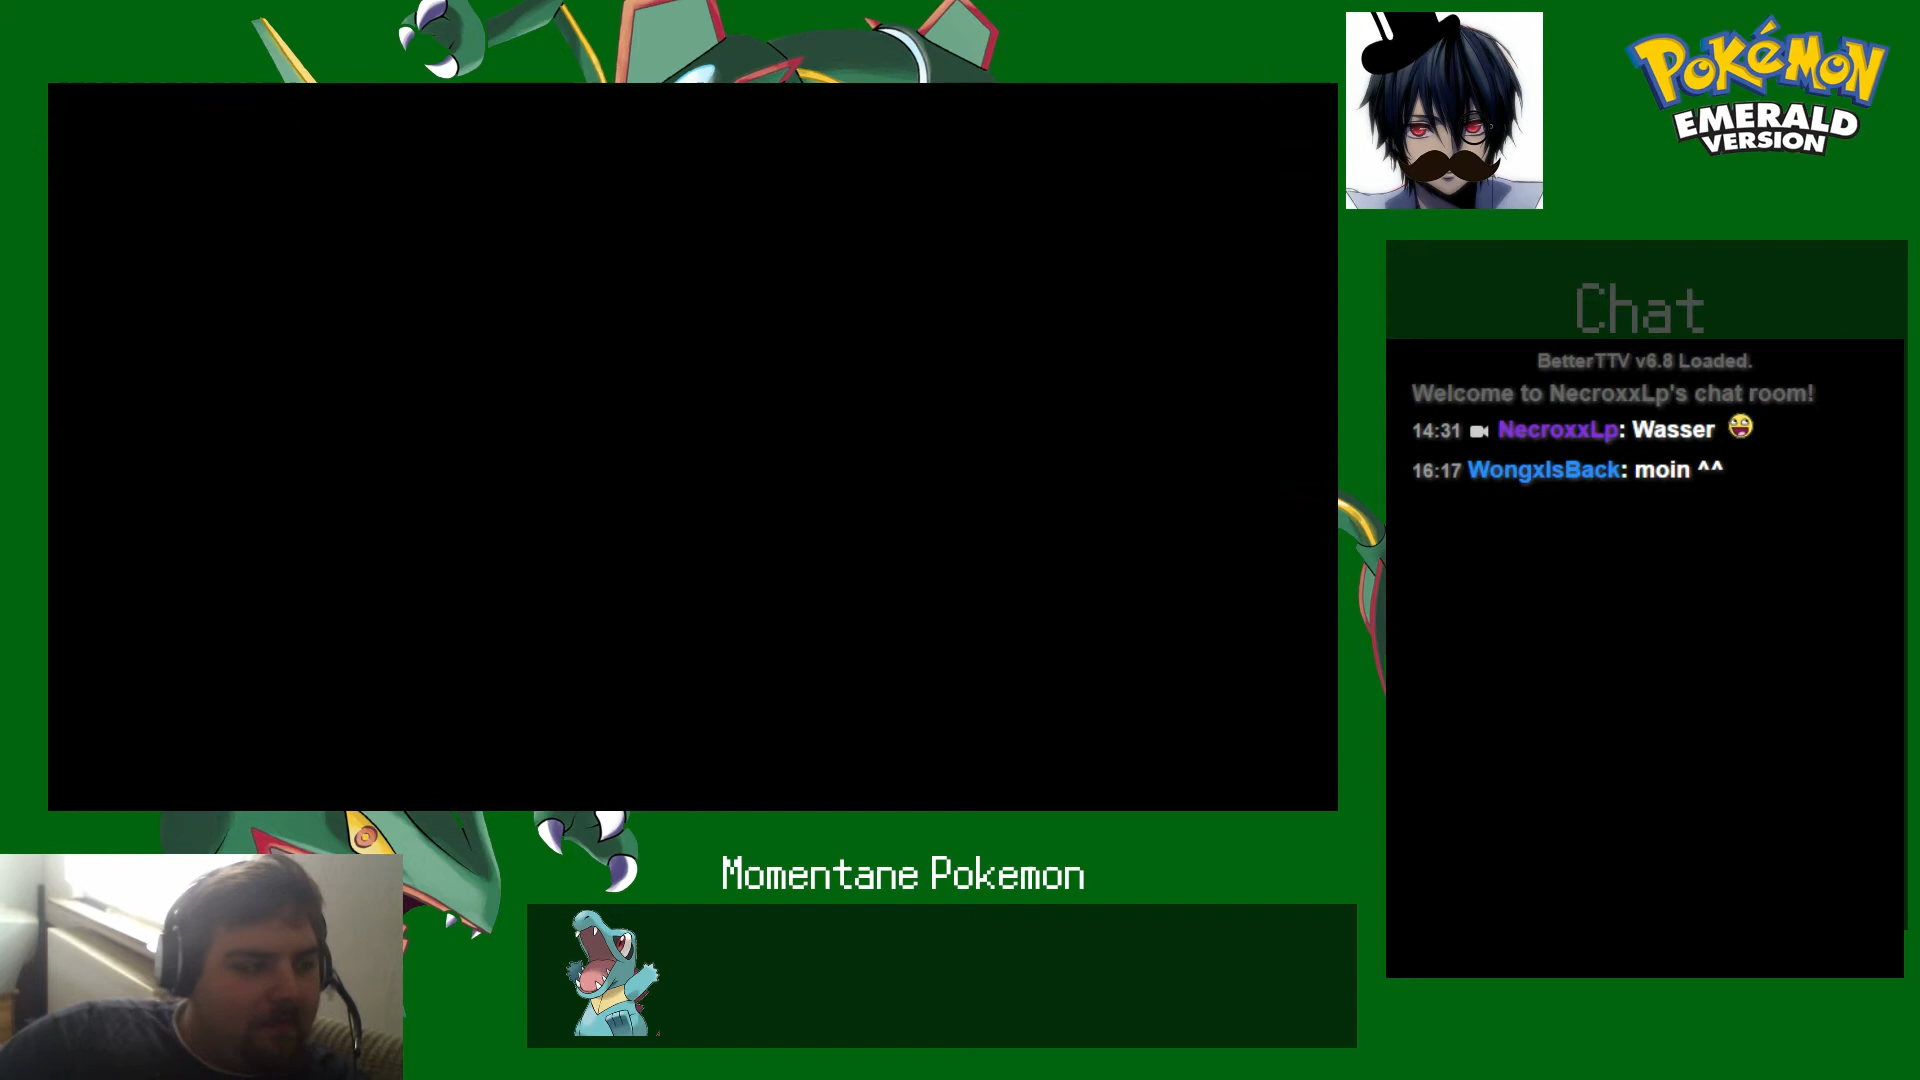 POKéMON
EMERALD
VERSION
Chat
BetterTTV v6.8 Loaded.
Welcome to NecroxxLp's chat room!
14:31 NecroxxLp: Wasser
16:17 WongxIsBack: moin ^^
Momentane Pokemon